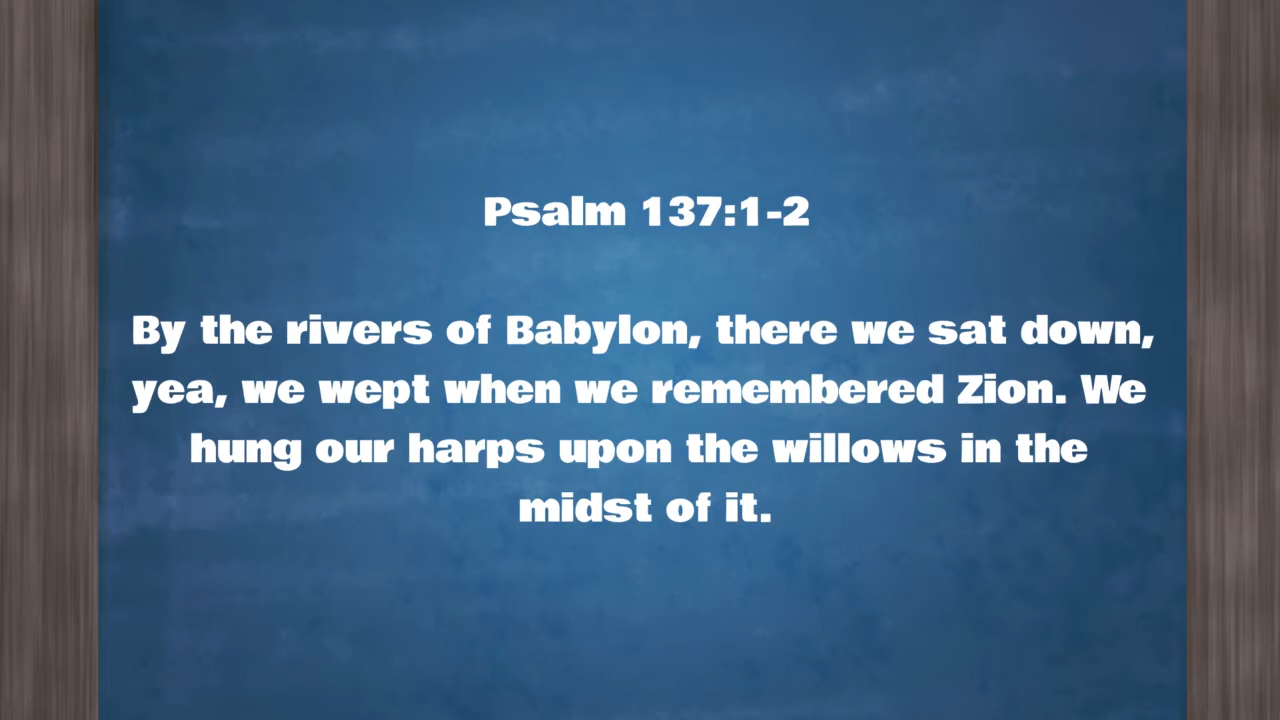 Psalm 137:1-2
By the rivers of Babylon, there we sat down,
yea, we wept when we remembered Zion. We
hung our harps upon the willows in the
midst of it.